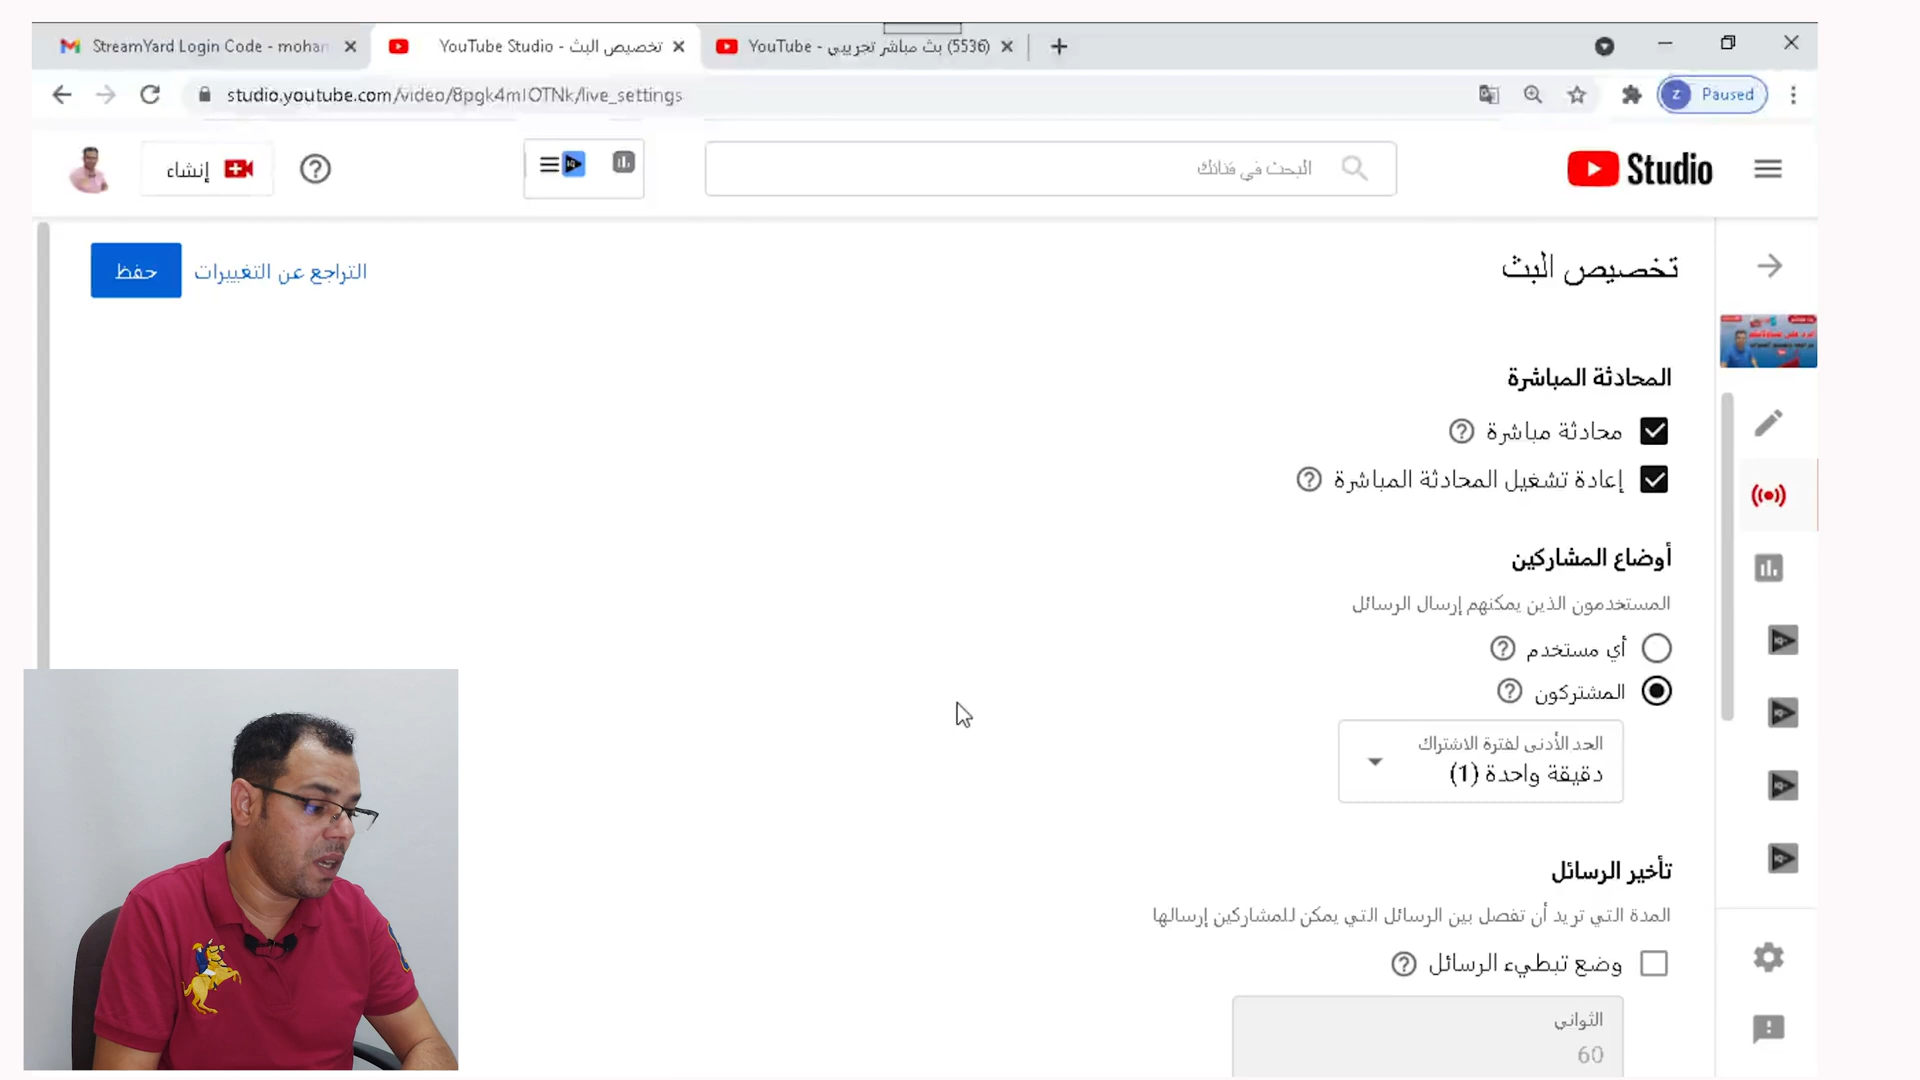 StreamYard Login Code - mohan
YouTube Studio - تخصيص البث
YouTube - بث مباشر تجريبي (5536)
studio.youtube.com/video/8pgk4mIOTNk/live_settings
Paused
إنشاء
البحث في قناتك
Studio
حفظ
التراجع عن التغييرات
تخصيص البث
المحادثة المباشرة
محادثة مباشرة
إعادة تشغيل المحادثة المباشرة
أوضاع المشاركين
المستخدمون الذين يمكنهم إرسال الرسائل
أي مستخدم
المشتركون
الحد الأدنى لفترة الاشتراك
دقيقة واحدة (1)
تأخير الرسائل
المدة التي تريد أن تفصل بين الرسائل التي يمكن للمشاركين إرسالها
وضع تبطيء الرسائل
الثواني
60